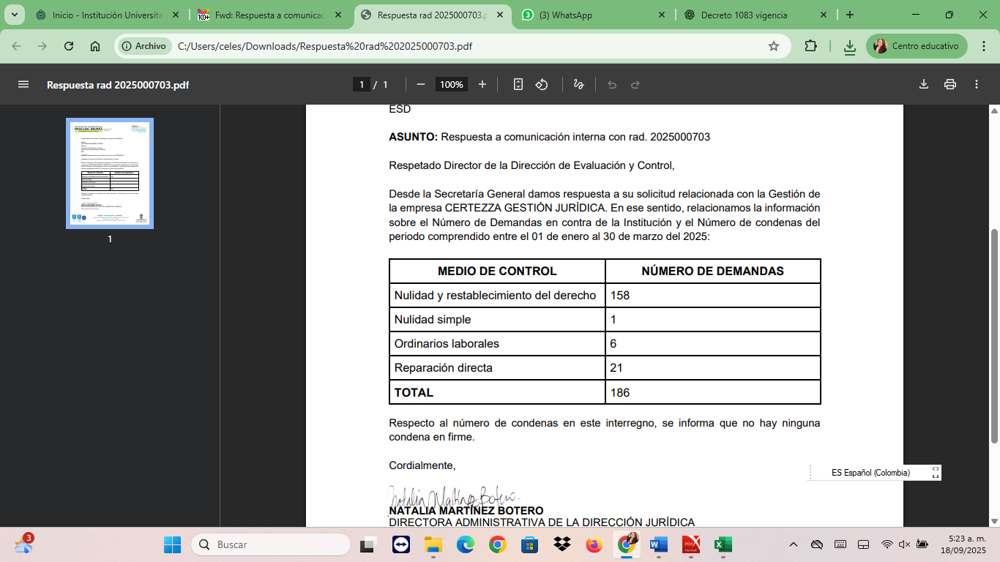 Inicio - Institución Universita
Fwd: Respuesta a comunicac
Respuesta rad 2025000703.p
(3) WhatsApp
Decreto 1083 vigencia
Archivo
C:/Users/celes/Downloads/Respuesta%20rad%202025000703.pdf
Centro educativo
Respuesta rad 2025000703.pdf
1 / 1
100%
PASCUAL BRAVO
1
ESD
ASUNTO: Respuesta a comunicación interna con rad. 2025000703
Respetado Director de la Dirección de Evaluación y Control,
Desde la Secretaría General damos respuesta a su solicitud relacionada con la Gestión de
la empresa CERTEZZA GESTIÓN JURÍDICA. En ese sentido, relacionamos la información
sobre el Número de Demandas en contra de la Institución y el Número de condenas del
periodo comprendido entre el 01 de enero al 30 de marzo del 2025:
MEDIO DE CONTROL NÚMERO DE DEMANDAS
Nulidad y restablecimiento del derecho 158
Nulidad simple 1
Ordinarios laborales 6
Reparación directa 21
TOTAL 186
Respecto al número de condenas en este interregno, se informa que no hay ninguna
condena en firme.
Cordialmente,
Natalia Martínez Botero.
NATALIA MARTÍNEZ BOTERO
DIRECTORA ADMINISTRATIVA DE LA DIRECCIÓN JURÍDICA
ES Español (Colombia)
3
Buscar
5:23 a. m.
18/09/2025